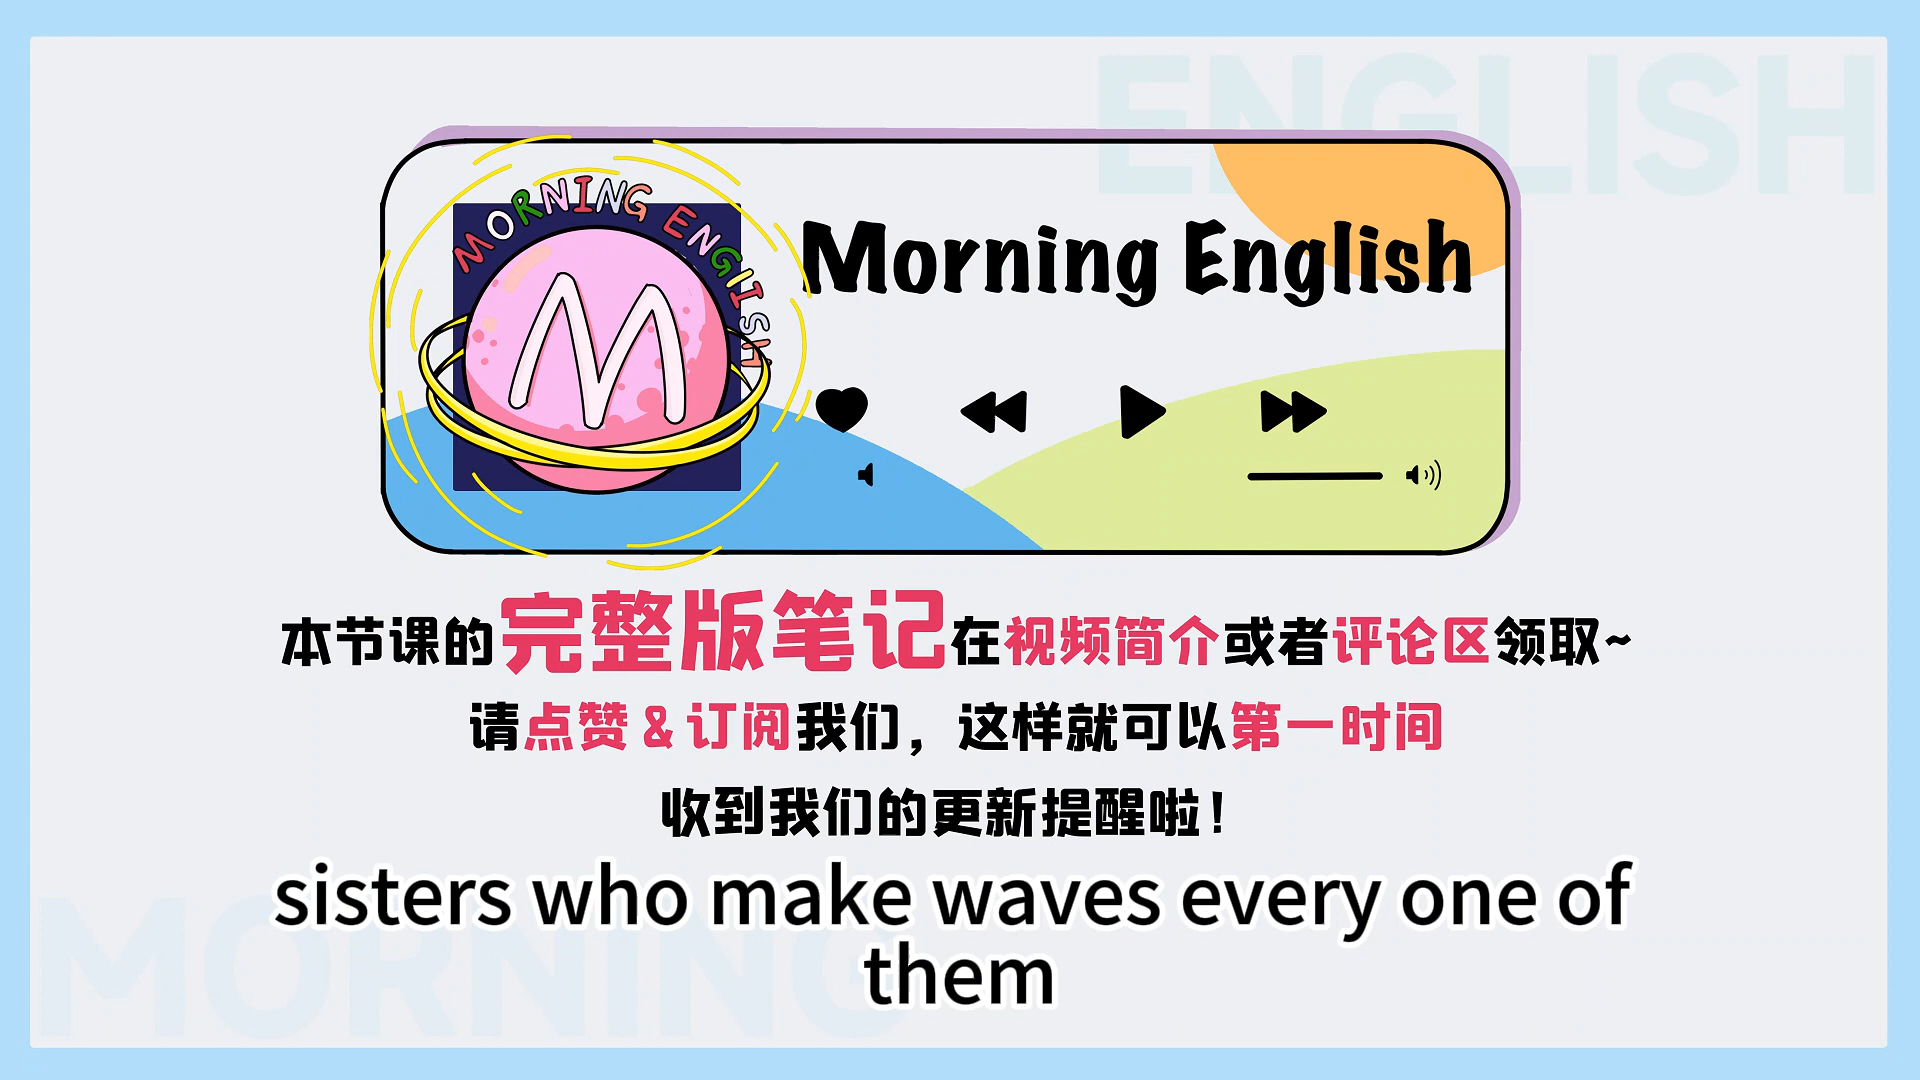 ENGLISH
MORNING ENGLISH
M
Morning English
本节课的完整版笔记在视频简介或者评论区领取~
请点赞&订阅我们，这样就可以第一时间
收到我们的更新提醒啦！
sisters who make waves every one of
them
MORNING